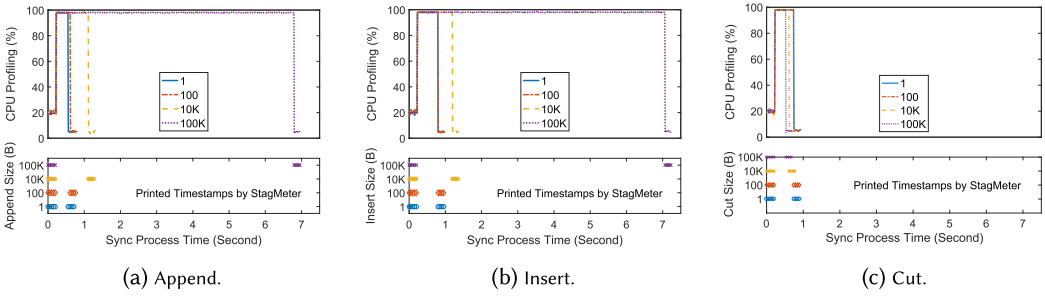 CPU Profiling (%)
100
80
60
40
20
0
1
100
10K
100K
Append Size (B)
100K
10K
100
1
Printed Timestamps by StagMeter
0 1 2 3 4 5 6 7
Sync Process Time (Second)
(a) Append.
CPU Profiling (%)
100
80
60
40
20
0
1
100
10K
100K
Insert Size (B)
100K
10K
100
1
Printed Timestamps by StagMeter
0 1 2 3 4 5 6 7
Sync Process Time (Second)
(b) Insert.
CPU Profiling (%)
100
80
60
40
20
0
1
100
10K
100K
Cut Size (B)
100K
10K
100
1
Printed Timestamps by StagMeter
0 1 2 3 4 5 6 7
Sync Process Time (Second)
(c) Cut.